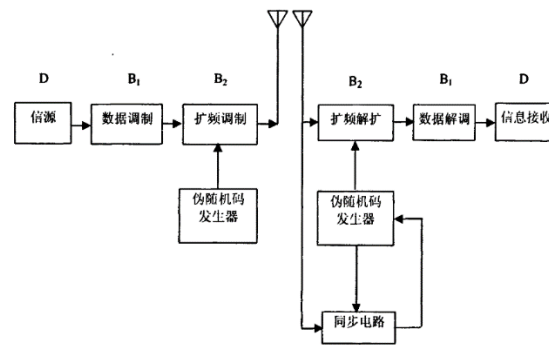 D
B₁
B₂
B₂
B₁
D
信源
数据调制
扩频调制
扩频解扩
数据解调
信息接收
伪随机码
发生器
伪随机码
发生器
同步电路